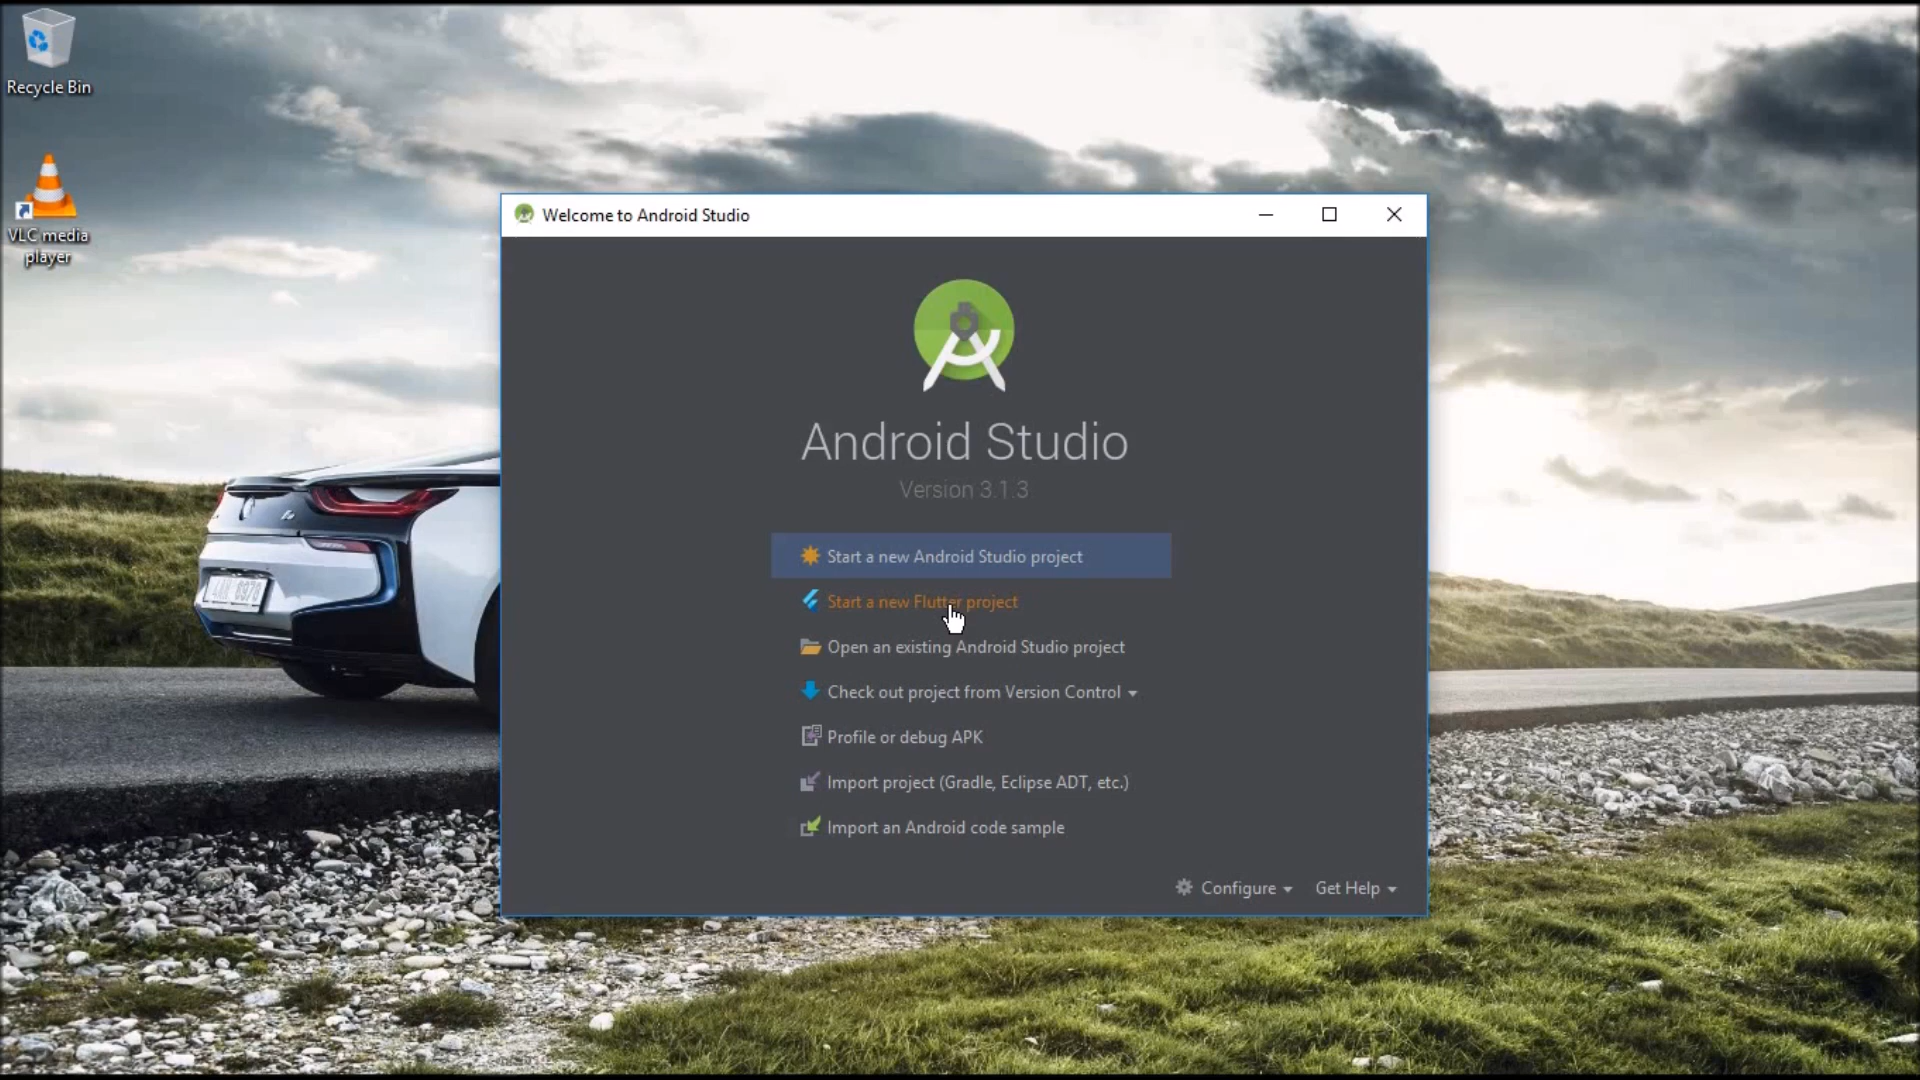 Recycle Bin
VLC media
player
Welcome to Android Studio
Android Studio
Version 3.1.3
Start a new Android Studio project
Start a new Flutter project
Open an existing Android Studio project
Check out project from Version Control
Profile or debug APK
Import project (Gradle, Eclipse ADT, etc.)
Import an Android code sample
Configure
Get Help